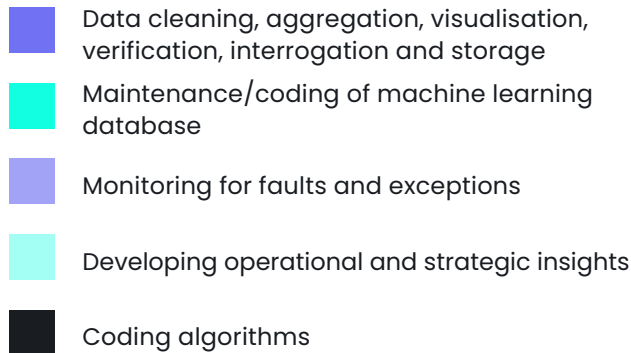 Data cleaning, aggregation, visualisation,
verification, interrogation and storage
Maintenance/coding of machine learning
database
Monitoring for faults and exceptions
Developing operational and strategic insights
Coding algorithms